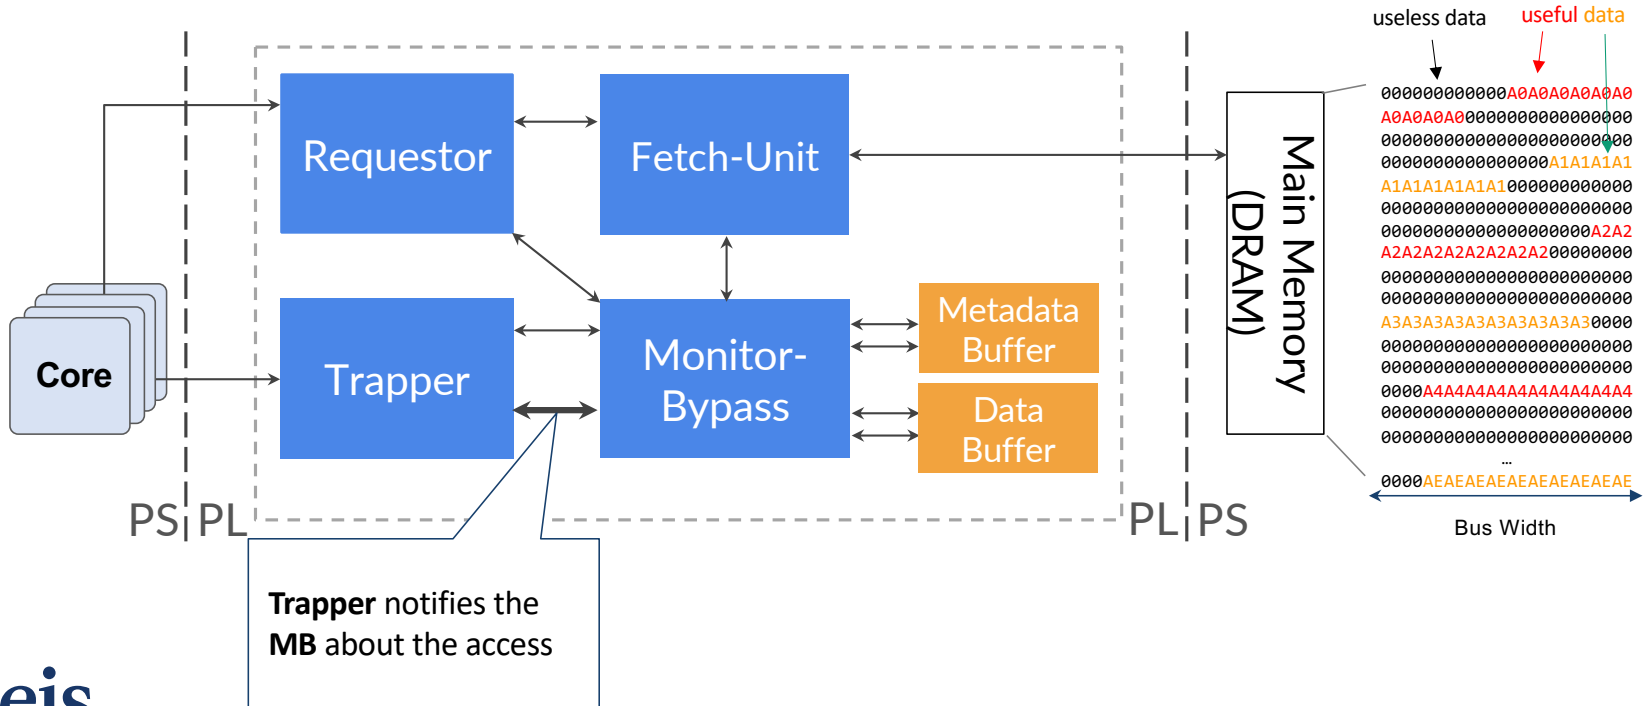 useless data
useful data
Requestor
Fetch-Unit
Trapper
Monitor-
Bypass
Metadata
Buffer
Data
Buffer
Core
PS
PL
PL
PS
Main Memory
(DRAM)
000000000000A0A0A0A0A0A0
A0A0A0A00000000000000000
000000000000000000000000
0000000000000000A1A1A1A1
A1A1A1A1A1A1000000000000
000000000000000000000000
00000000000000000000A2A2
A2A2A2A2A2A2A2A200000000
000000000000000000000000
000000000000000000000000
A3A3A3A3A3A3A3A3A3A30000
000000000000000000000000
000000000000000000000000
0000A4A4A4A4A4A4A4A4A4A4
000000000000000000000000
000000000000000000000000
...
0000AEAEAEAEAEAEAEAEAEAE
Bus Width
Trapper notifies the
MB about the access
eis